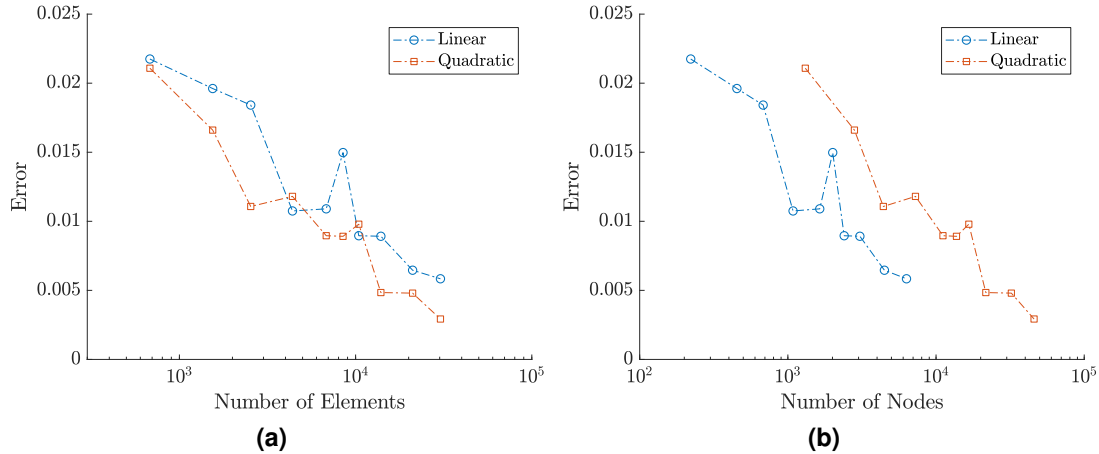 0.025
0.02
0.015
0.01
0.005
0
Error
10^3
10^4
10^5
Number of Elements
Linear
Quadratic
(a)
0.025
0.02
0.015
0.01
0.005
0
Error
10^2
10^3
10^4
10^5
Number of Nodes
Linear
Quadratic
(b)